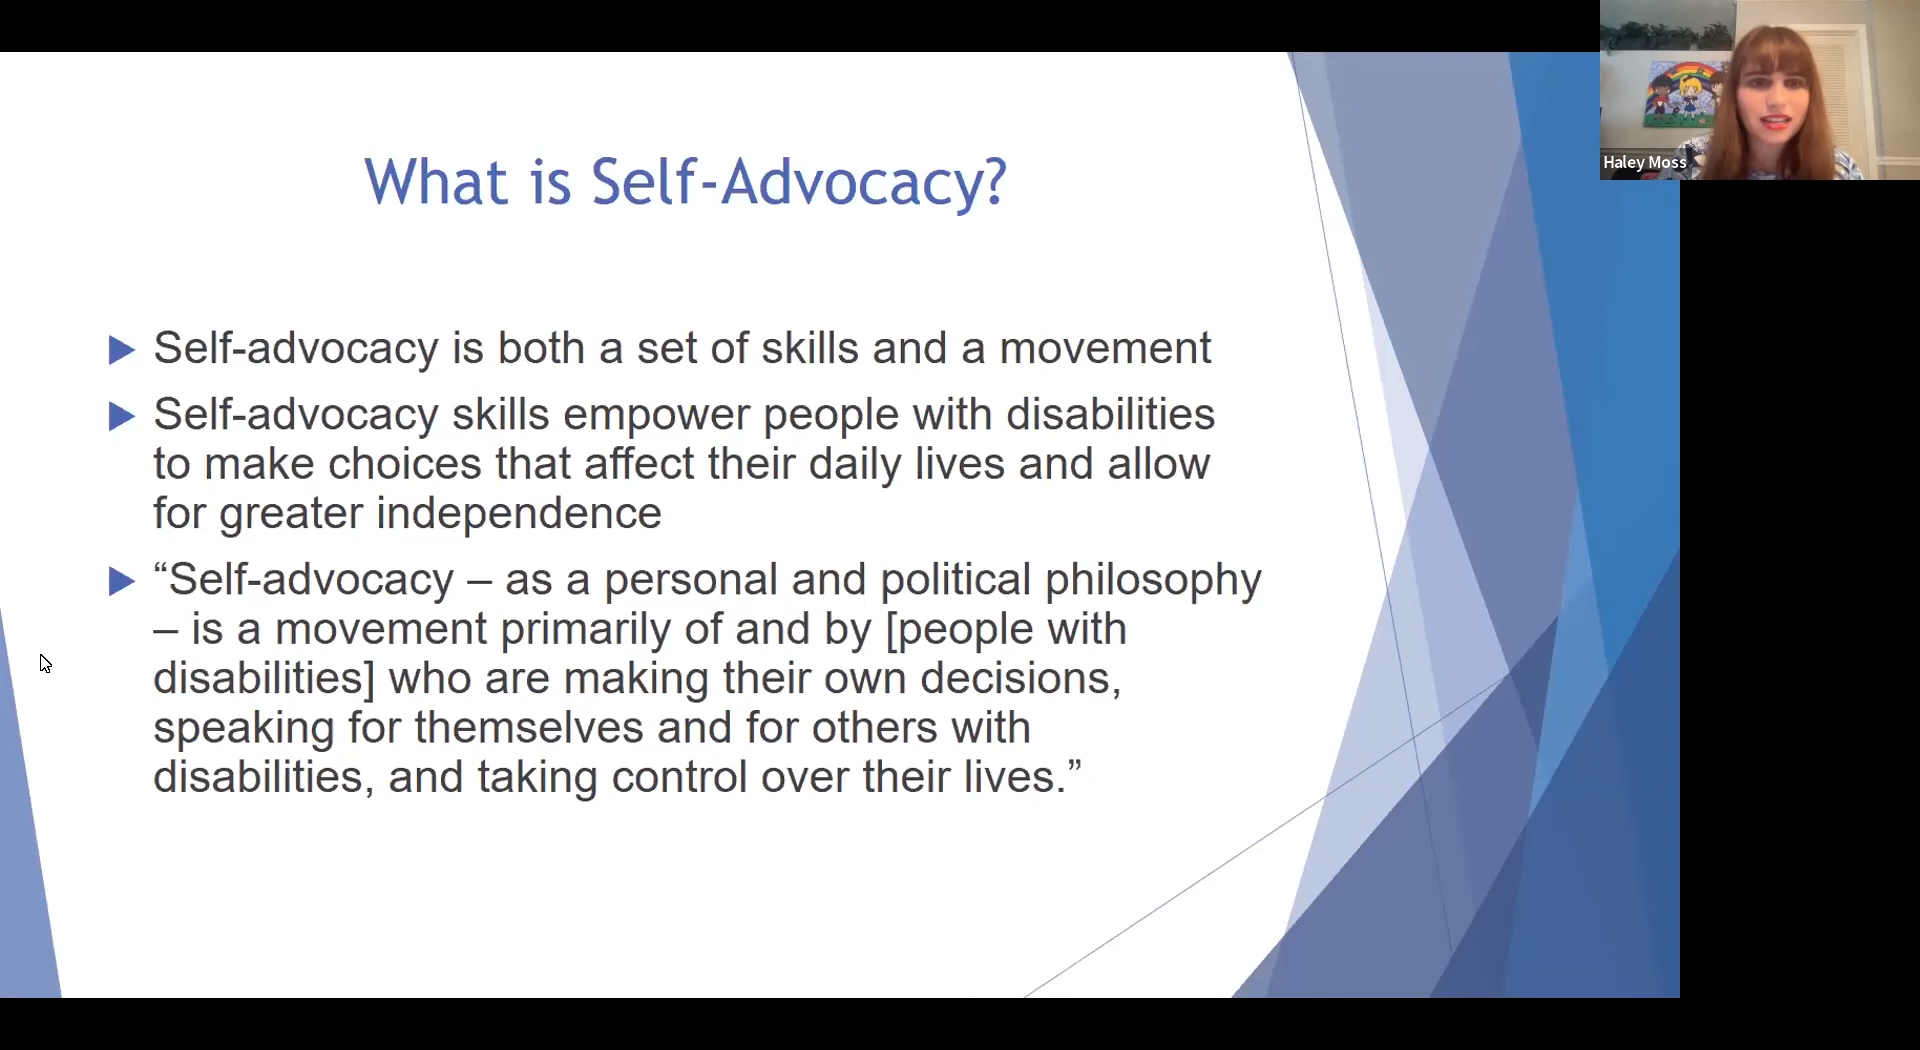 What is Self-Advocacy?
Self-advocacy is both a set of skills and a movement
Self-advocacy skills empower people with disabilities
to make choices that affect their daily lives and allow
for greater independence
“Self-advocacy – as a personal and political philosophy
– is a movement primarily of and by [people with
disabilities] who are making their own decisions,
speaking for themselves and for others with
disabilities, and taking control over their lives.”
Haley Moss